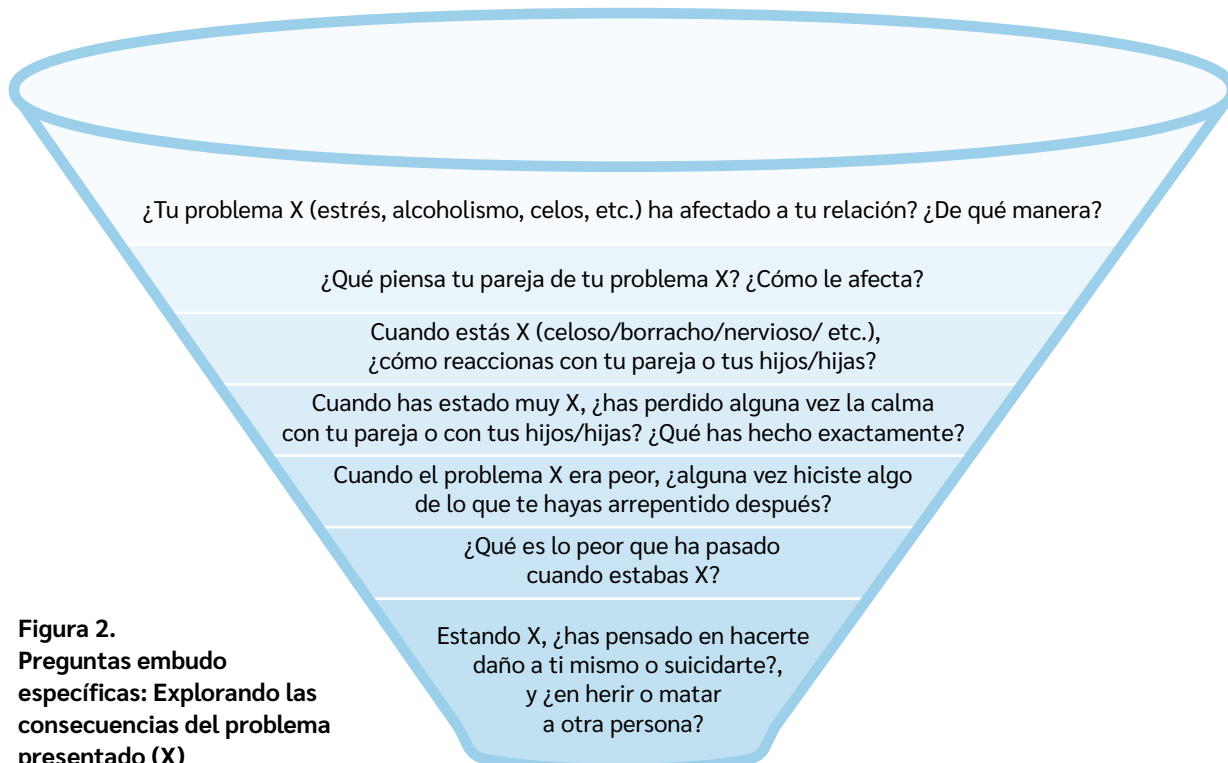 ¿Tu problema X (estrés, alcoholismo, celos, etc.) ha afectado a tu relación? ¿De qué manera?
¿Qué piensa tu pareja de tu problema X? ¿Cómo le afecta?
Cuando estás X (celoso/borracho/nervioso/ etc.),
¿cómo reaccionas con tu pareja o tus hijos/hijas?
Cuando has estado muy X, ¿has perdido alguna vez la calma
con tu pareja o con tus hijos/hijas? ¿Qué has hecho exactamente?
Cuando el problema X era peor, ¿alguna vez hiciste algo
de lo que te hayas arrepentido después?
¿Qué es lo peor que ha pasado
cuando estabas X?
Estando X, ¿has pensado en hacerte
daño a ti mismo o suicidarte?,
y ¿en herir o matar
a otra persona?
Figura 2.
Preguntas embudo
específicas: Explorando las
consecuencias del problema
presentado (X)